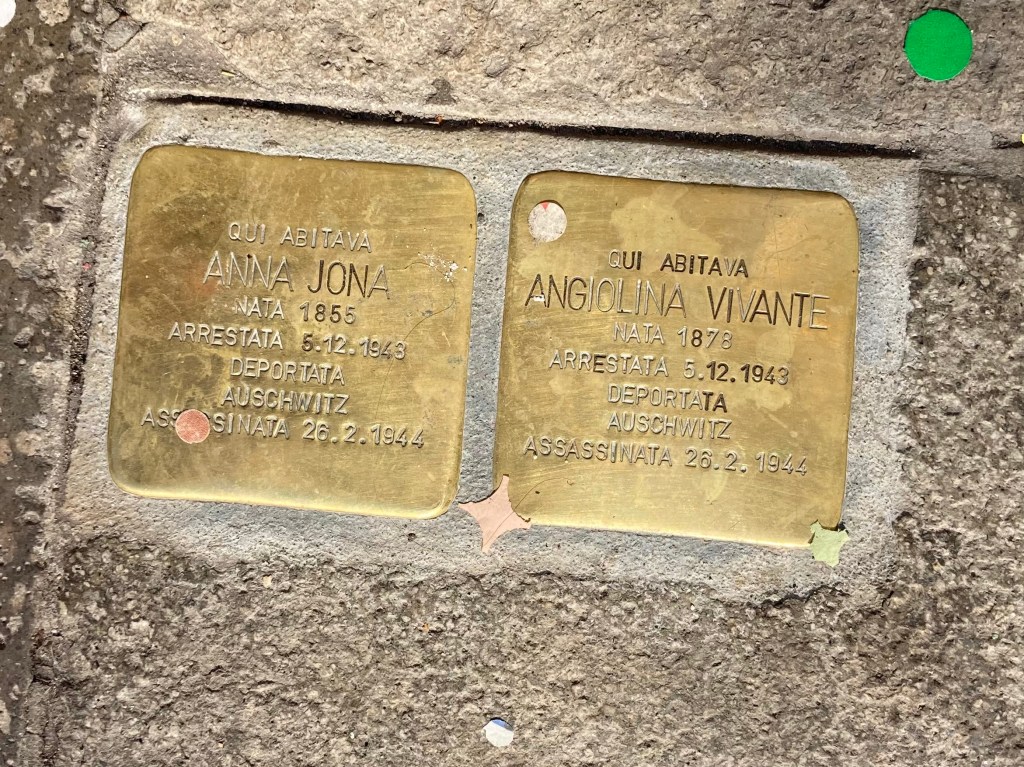 QUI ABITAVA
ANNA JONA
NATA 1855
ARRESTATA 5.12.1943
DEPORTATA
AUSCHWITZ
ASSASSINATA 26.2.1944
QUI ABITAVA
ANGIOLINA VIVANTE
NATA 1878
ARRESTATA 5.12.1943
DEPORTATA
AUSCHWITZ
ASSASSINATA 26.2.1944